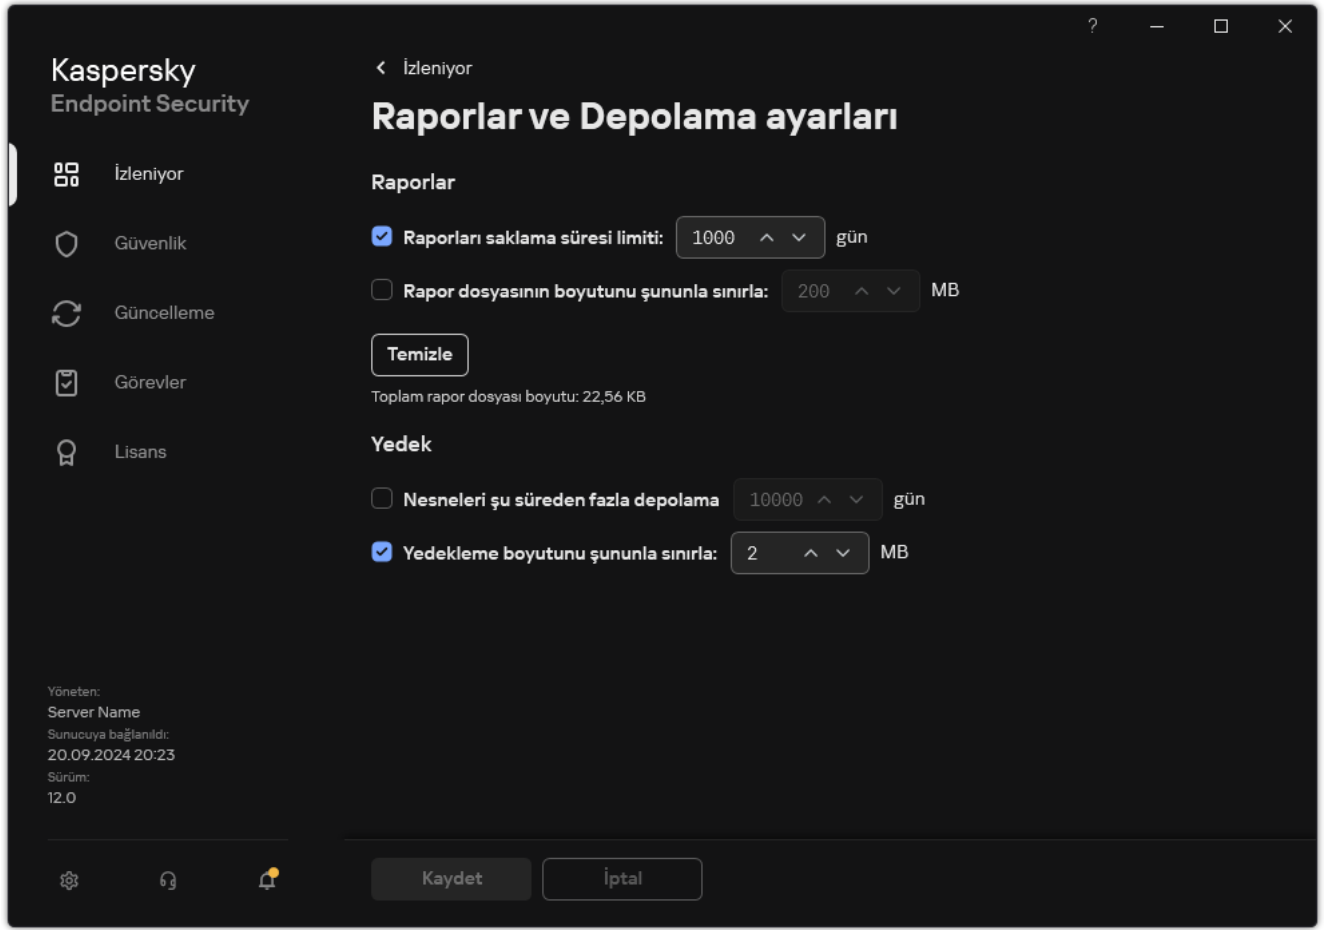 ?
Kaspersky
Endpoint Security
İzleniyor
Güvenlik
Güncelleme
Görevler
Lisans
Yöneten:
Server Name
Sunucuya bağlanıldı:
20.09.2024 20:23
Sürüm:
12.0
İzleniyor
Raporlar ve Depolama ayarları
Raporlar
Raporları saklama süresi limiti: 1000 gün
Rapor dosyasının boyutunu şununla sınırla: 200 MB
Temizle
Toplam rapor dosyası boyutu: 22,56 KB
Yedek
Nesneleri şu süreden fazla depolama 10000 gün
Yedekleme boyutunu şununla sınırla: 2 MB
Kaydet İptal